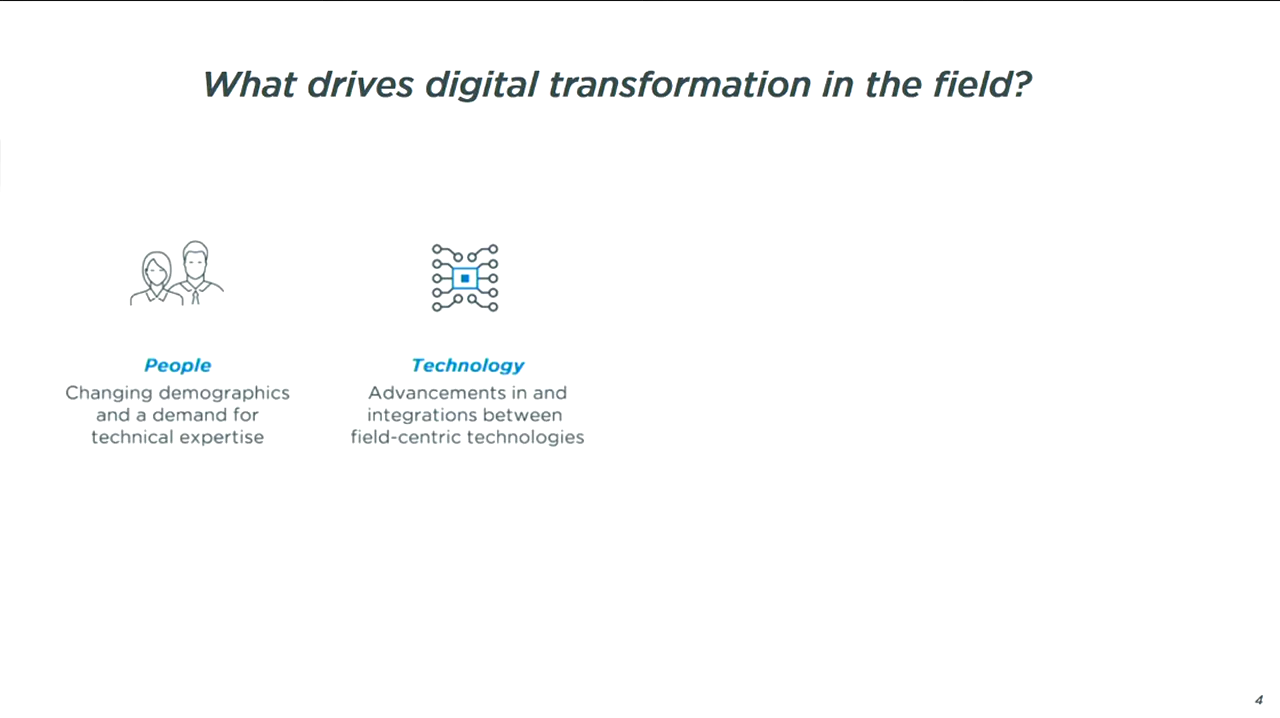 What drives digital transformation in the field?
People
Changing demographics
and a demand for
technical expertise
Technology
Advancements in and
integrations between
field-centric technologies
4